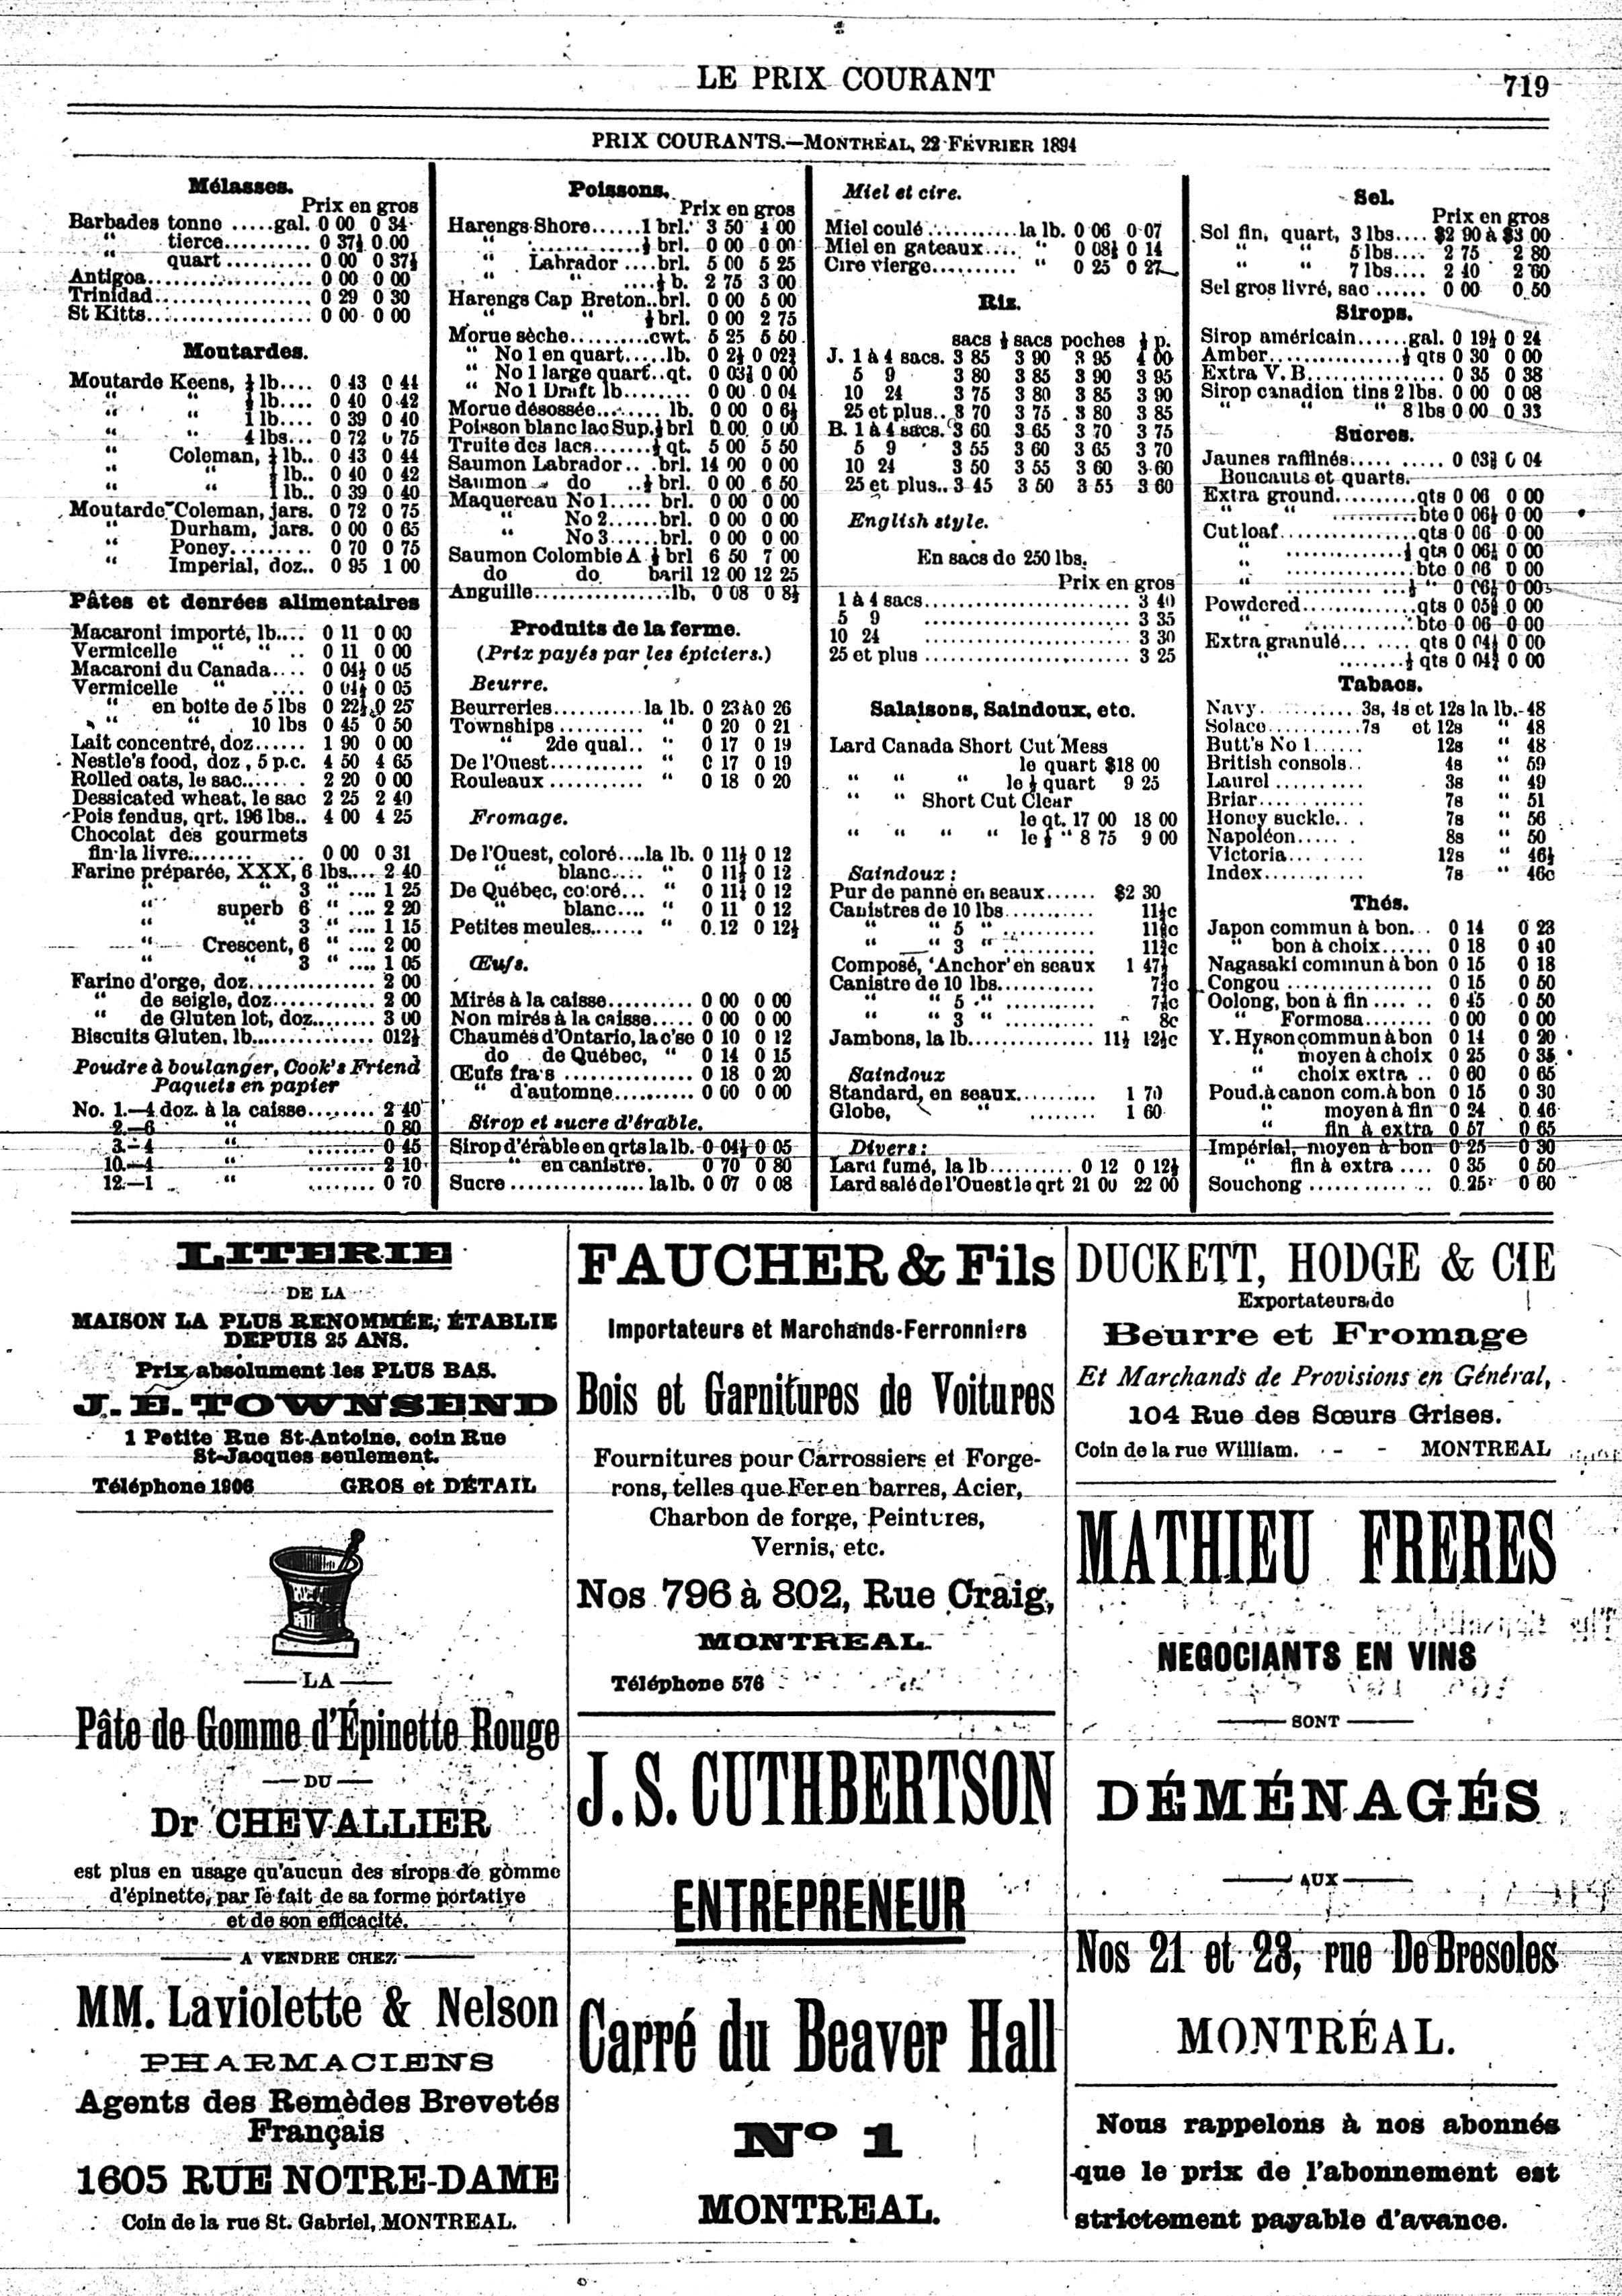 LE PRIX COURANT
719
PRIX COURANTS.—MONTRÉAL, 22 FÉVRIER 1894
Mélasses.
Prix en gros
Barbades tonne .....gal. 0 00 0 34
“ tierce......... 0 37½ 0.00
“ quart .......... 0 00 0 37½
Antigoa................. 0 00 0 00
Trinidad................ 0 29 0 30
St Kitts................. 0 00 0 00
Moutardes.
Moutarde Keens, ¼ lb.... 0 43 0 44
“ “ ½ lb.... 0 40 0 42
“ “ 1 lb.... 0 39 0 40
“ “ 4 lbs... 0 72 0 75
“ Coleman, ¼ lb.. 0 43 0 44
“ “ ½ lb.. 0 40 0 42
“ “ 1 lb.. 0 39 0 40
Moutarde Coleman, jars. 0 72 0 75
“ Durham, jars. 0 00 0 65
“ Poney......... 0 70 0 75
“ Impérial, doz.. 0 95 1 00
Pâtes et denrées alimentaires
Macaroni importé, lb.... 0 11 0 00
Vermicelle “ “ .. 0 11 0 00
Macaroni du Canada.... 0 04½ 0 05
Vermicelle “ .... 0 04½ 0 05
“ en boite de 5 lbs 0 22½ 0 25
“ “ 10 lbs 0 45 0 50
Lait concentré, doz...... 1 90 0 00
Nestle's food, doz, 5 p.c. 4 50 4 65
Rolled oats, le sac....... 2 20 0 00
Dessicated wheat, le sac 2 25 2 40
Pois fendus, qrt. 196 lbs.. 4 00 4 25
Chocolat des gourmets
fin la livre............ 0 00 0 31
Farine préparée, XXX, 6 lbs.... 2 40
“ “ 3 “ .... 1 25
“ superb 6 “ .... 2 20
“ “ 3 “ .... 1 15
“ Crescent, 6 “ .... 2 00
“ “ 3 “ .... 1 05
Farine d'orge, doz............... 2 00
“ de seigle, doz............ 2 00
“ de Gluten lot, doz........ 3 00
Biscuits Gluten, lb............... 012½
Poudre à boulanger, Cook's Friend
Paquets en papier
No. 1.—4 doz. à la caisse........ 2 40
2.—6 “ ........ 0 80
3.—4 “ ........ 0 45
10.—4 “ ........ 2 10
12.—1 “ ........ 0 70
Poissons.
Prix en gros
Harengs Shore......1 brl. 3 50 4 00
“ ..........½ brl. 0 00 0 00
“ Labrador ....brl. 5 00 5 25
“ “ ....½ b. 2 75 3 00
Harengs Cap Breton..brl. 0 00 5 00
“ “ ½ brl. 0 00 2 75
Morue sèche..........cwt. 5 25 5 50
“ No 1 en quart.....lb. 0 2½ 0 02¾
“ No 1 large quart..qt. 0 03½ 0 00
“ No 1 Draft lb........ 0 00 0 04
Morue désossée......... lb. 0 00 0 6½
Poisson blanc lac Sup. ½ brl 0.00 0 00
Truite des lacs.......½ qt. 5 00 5 50
Saumon Labrador....brl. 14 00 0 00
Saumon do ..½ brl. 0 00 6 50
Maquereau No 1..... brl. 0 00 0 00
“ No 2......brl. 0 00 0 00
“ No 3......brl. 0 00 0 00
Saumon Colombie A. ½ brl 6 50 7 00
do do baril 12 00 12 25
Anguille................lb. 0 08 0 8½
Produits de la ferme.
(Prix payés par les épiciers.)
Beurre.
Beurreries..........la lb. 0 23 à 0 26
Townships........... “ 0 20 0 21
“ 2de qual.. “ 0 17 0 19
De l'Ouest........... “ 0 17 0 19
Rouleaux ........... “ 0 18 0 20
Fromage.
De l'Ouest, coloré....la lb. 0 11½ 0 12
“ blanc.... “ 0 11½ 0 12
De Québec, coloré... “ 0 11½ 0 12
“ blanc.... “ 0 11 0 12
Petites meules...... “ 0.12 0 12½
Œufs.
Mirés à la caisse.......... 0 00 0 00
Non mirés à la caisse..... 0 00 0 00
Chaumés d'Ontario, la c'se 0 10 0 12
do de Québec, “ 0 14 0 15
Œufs frais ............... 0 18 0 20
“ d'automne.......... 0 00 0 00
Sirop et sucre d'érable.
Sirop d'érable en qrts la lb. 0 04½ 0 05
“ en canistre. 0 70 0 80
Sucre ................ la lb. 0 07 0 08
Miel et cire.
Miel coulé ...........la lb. 0 06 0 07
Miel en gateaux.... “ 0 08½ 0 14
Cire vierge.......... “ 0 25 0 27
Riz.
sacs ½ sacs poches ½ p.
J. 1 à 4 sacs. 3 85 3 90 3 95 4 00
5 9 3 80 3 85 3 90 3 95
10 24 3 75 3 80 3 85 3 90
25 et plus.. 3 70 3 75 3 80 3 85
B. 1 à 4 sacs. 3 60 3 65 3 70 3 75
5 9 3 55 3 60 3 65 3 70
10 24 3 50 3 55 3 60 3 60
25 et plus.. 3 45 3 50 3 55 3 60
English style.
En sacs de 250 lbs.
Prix en gros
1 à 4 sacs......................... 3 40
5 9 ......................... 3 35
10 24 ......................... 3 30
25 et plus ......................... 3 25
Salaisons, Saindoux, etc.
Lard Canada Short Cut Mess
le quart $18 00
“ “ “ le ½ quart 9 25
“ “ Short Cut Clear
le qt. 17 00 18 00
“ “ “ “ le ½ “ 8 75 9 00
Saindoux :
Pur de panne en seaux...... $2 30
Canistres de 10 lbs........... 11½c
“ “ 5 “ ...........
“ “ 3 “ ...........
Composé, ‘Anchor’ en seaux 1 47½
Canistre de 10 lbs............
“ “ 5 “ ...........
“ “ 3 “ ........... 8c
Jambons, la lb.............. 11½ 12½c
Saindoux
Standard, en seaux.......... 1 70
Globe, “ ........ 1 60
Divers :
Lard fumé, la lb.......... 0 12 0 12½
Lard salé de l'Ouest le qrt 21 00 22 00
Sel.
Prix en gros
Sel fin, quart, 3 lbs.... $2 90 à $3 00
“ “ 5 lbs.... 2 75 2 80
“ “ 7 lbs.... 2 40 2 60
Sel gros livré, sac ...... 0 00 0.50
Sirops.
Sirop américain......gal. 0 19½ 0 24
Amber...............½ qts 0 30 0 00
Extra V. B............... 0 35 0 38
Sirop canadien tins 2 lbs. 0 00 0 08
“ “ “ 8 lbs 0 00 0 33
Sucres.
Jaunes raffinés..... ..... 0 03¾ 0 04
Boucauts et quarts.
Extra ground..........qts 0 06 0 00
“ “ ..........bte 0 06½ 0 00
Cut loaf................qts 0 06 0 00
“ ..............½ qts 0 06½ 0 00
“ ...............bte 0 06 0 00
“ ..............½ “ 0 06½ 0 00
Powdered.............qts 0 05¾ 0 00
“ .............bte 0 06 0 00
Extra granulé... .... qts 0 04½ 0 00
“ ........½ qts 0 04¾ 0 00
Tabacs.
Navy............ 3s, 4s et 12s la lb. 48
Solace...........7s et 12s “ 48
Butt's No 1...... 12s “ 48
British consols.. 4s “ 59
Laurel .......... 3s “ 49
Briar............ 7s “ 51
Honey suckle... 7s “ 56
Napoléon..... . 8s “ 50
Victoria.......... 12s “ 46½
Index............ 7s “ 46c
Thés.
Japon commun à bon... 0 14 0 23
“ bon à choix...... 0 18 0 40
Nagasaki commun à bon 0 15 0 18
Congou ................. 0 15 0 50
Oolong, bon à fin ..... 0 45 0 50
“ Formosa........ 0 00 0 00
Y. Hyson commun à bon 0 14 0 20
“ moyen à choix 0 25 0 35
“ choix extra .. 0 60 0 65
Poud. à canon com. à bon 0 15 0 30
“ moyen à fin 0 24 0 46
“ fin à extra 0 57 0 65
Impérial, moyen à bon 0 25 0 30
“ fin à extra .... 0 35 0 50
Souchong ............. 0.25 0 60
LITERIE
DE LA
MAISON LA PLUS RENOMMÉE, ÉTABLIE
DEPUIS 25 ANS.
Prix absolument les PLUS BAS.
J. E. TOWNSEND
1 Petite Rue St-Antoine, coin Rue
St-Jacques seulement.
Téléphone 1906 GROS et DÉTAIL
LA
Pâte de Gomme d'Épinette Rouge
DU
Dr CHEVALLIER
est plus en usage qu'aucun des sirops de gomme
d'épinette, par le fait de sa forme portative
et de son efficacité.
A VENDRE CHEZ
MM. Laviolette & Nelson
PHARMACIENS
Agents des Remèdes Brevetés
Français
1605 RUE NOTRE-DAME
Coin de la rue St. Gabriel, MONTREAL.
FAUCHER & Fils
Importateurs et Marchands-Ferronniers
Bois et Garnitures de Voitures
Fournitures pour Carrossiers et Forge-
rons, telles que Fer en barres, Acier,
Charbon de forge, Peintures,
Vernis, etc.
Nos 796 à 802, Rue Craig,
MONTREAL.
Téléphone 576
J. S. CUTHBERTSON
ENTREPRENEUR
Carré du Beaver Hall
No 1
MONTREAL.
DUCKETT, HODGE & CIE
Exportateurs de
Beurre et Fromage
Et Marchands de Provisions en Général,
104 Rue des Sœurs Grises.
Coin de la rue William. - - MONTREAL
MATHIEU FRERES
NEGOCIANTS EN VINS
SONT
DÉMÉNAGÉS
AUX
Nos 21 et 23, rue De Bresoles
MONTRÉAL.
Nous rappelons à nos abonnés
que le prix de l'abonnement est
strictement payable d'avance.